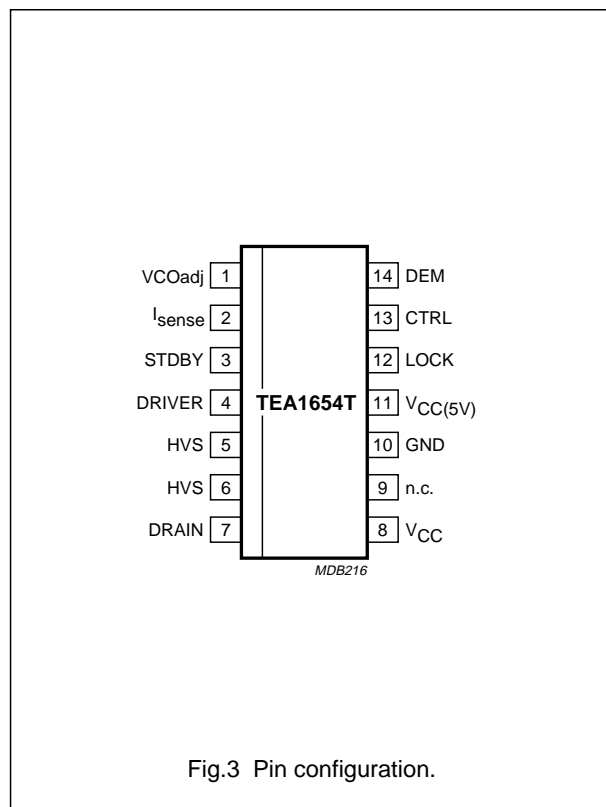 VCOadj 1 14 DEM
Isense 2 13 CTRL
STDBY 3 12 LOCK
DRIVER 4 TEA1654T 11 VCC(5V)
HVS 5 10 GND
HVS 6 9 n.c.
DRAIN 7 8 VCC
MDB216
Fig.3 Pin configuration.